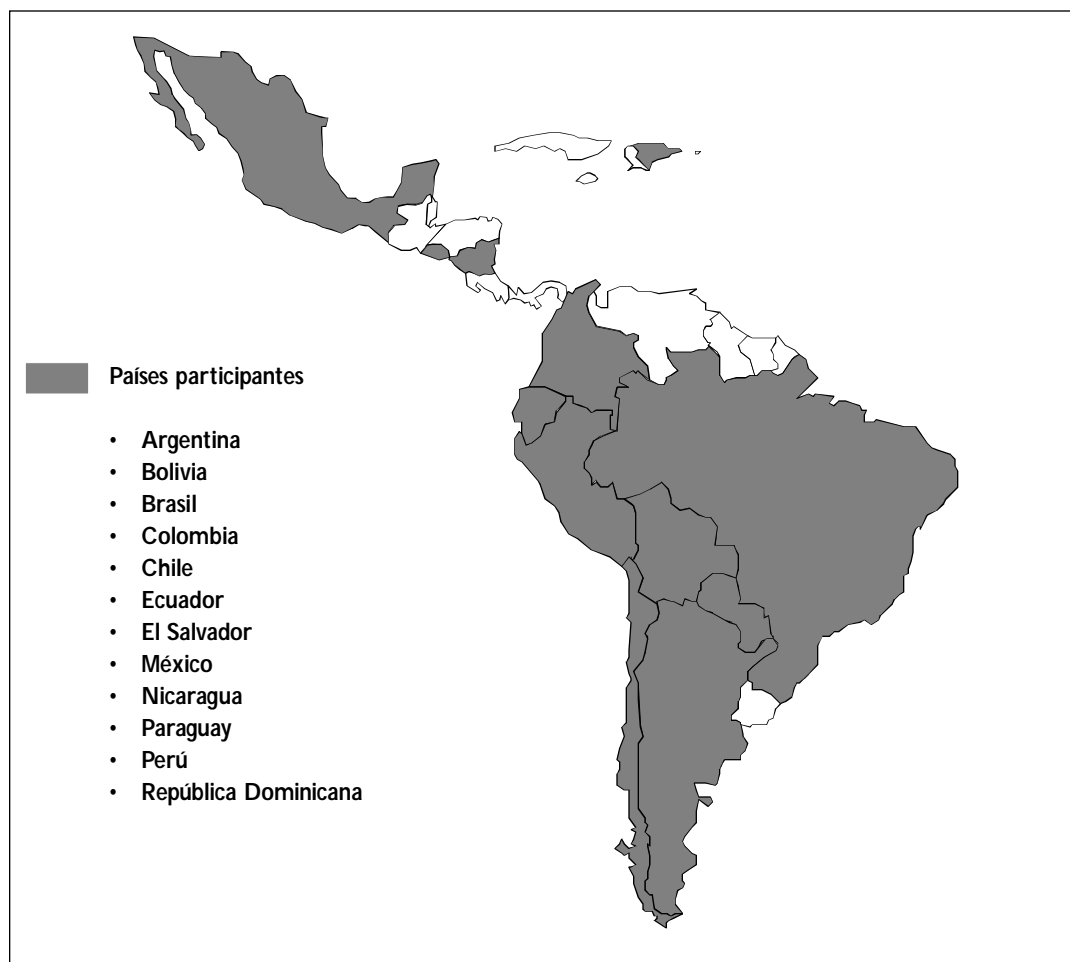 Países participantes
• Argentina
• Bolivia
• Brasil
• Colombia
• Chile
• Ecuador
• El Salvador
• México
• Nicaragua
• Paraguay
• Perú
• República Dominicana